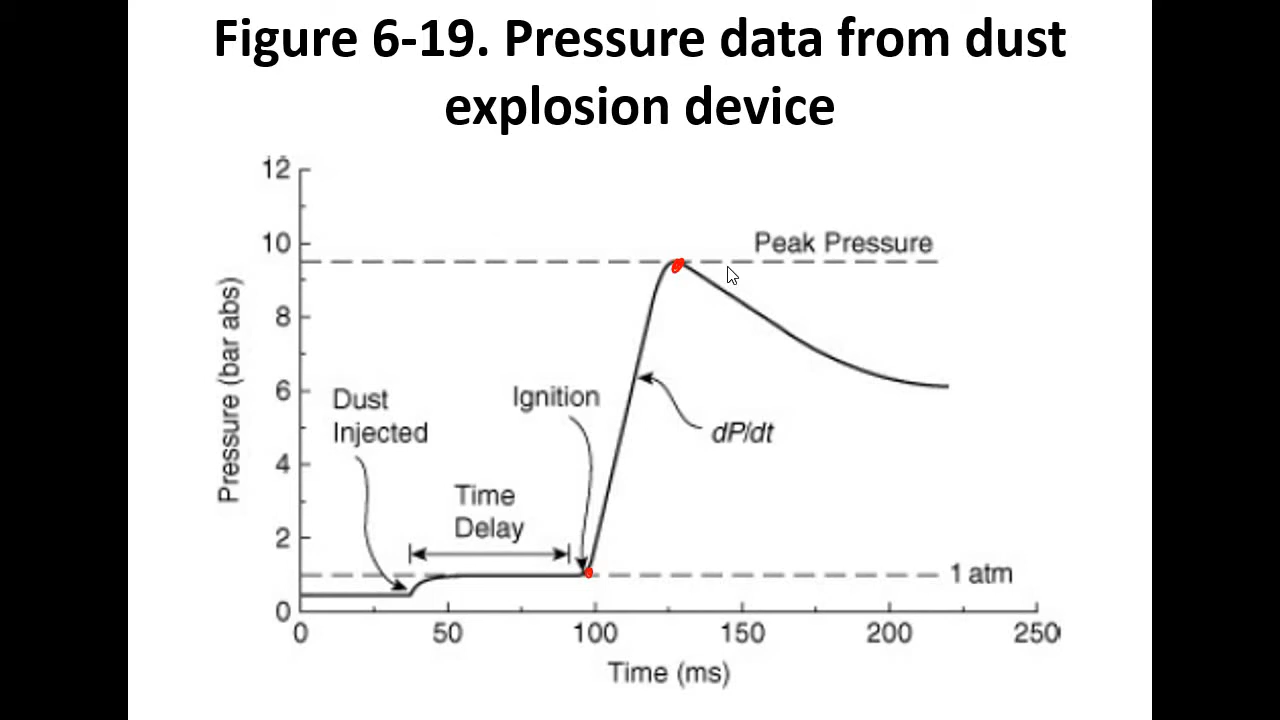 Figure 6-19. Pressure data from dust
explosion device
12
10
8
6
4
2
0
Pressure (bar abs)
Peak Pressure
Dust
Injected
Ignition
dP/dt
Time
Delay
1 atm
0
50
100
150
200
250
Time (ms)